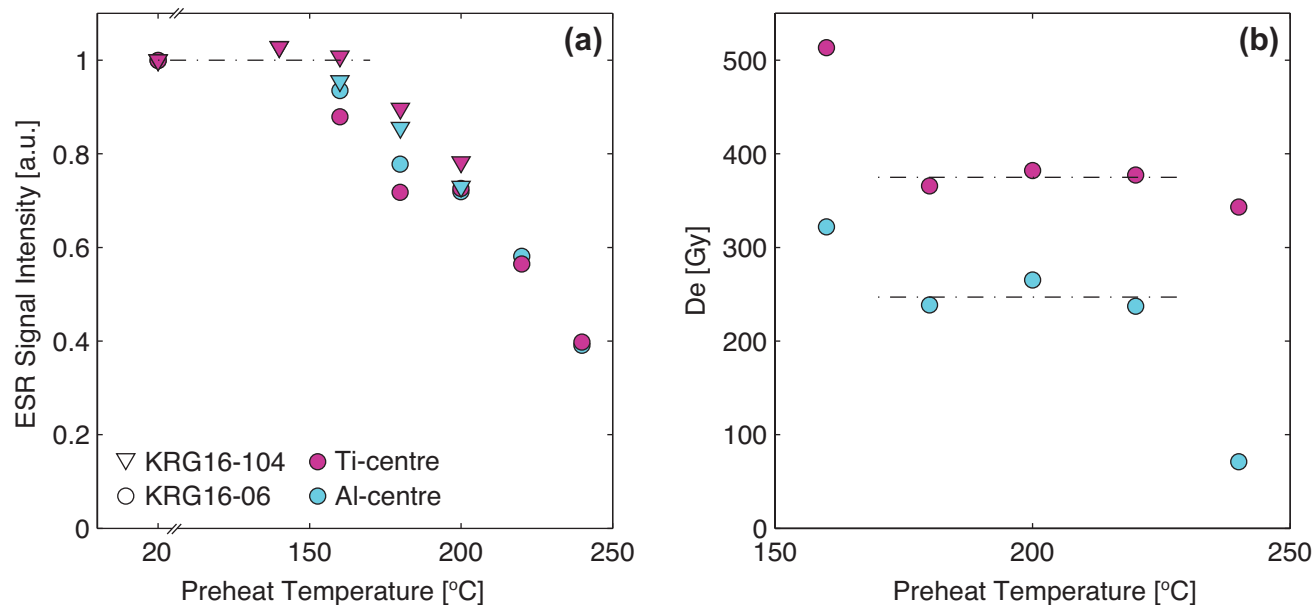 (a)
ESR Signal Intensity [a.u.]
1
0.8
0.6
0.4
0.2
0
20
150
200
250
Preheat Temperature [°C]
KRG16-104
KRG16-06
Ti-centre
Al-centre
(b)
De [Gy]
500
400
300
200
100
0
150
200
250
Preheat Temperature [°C]